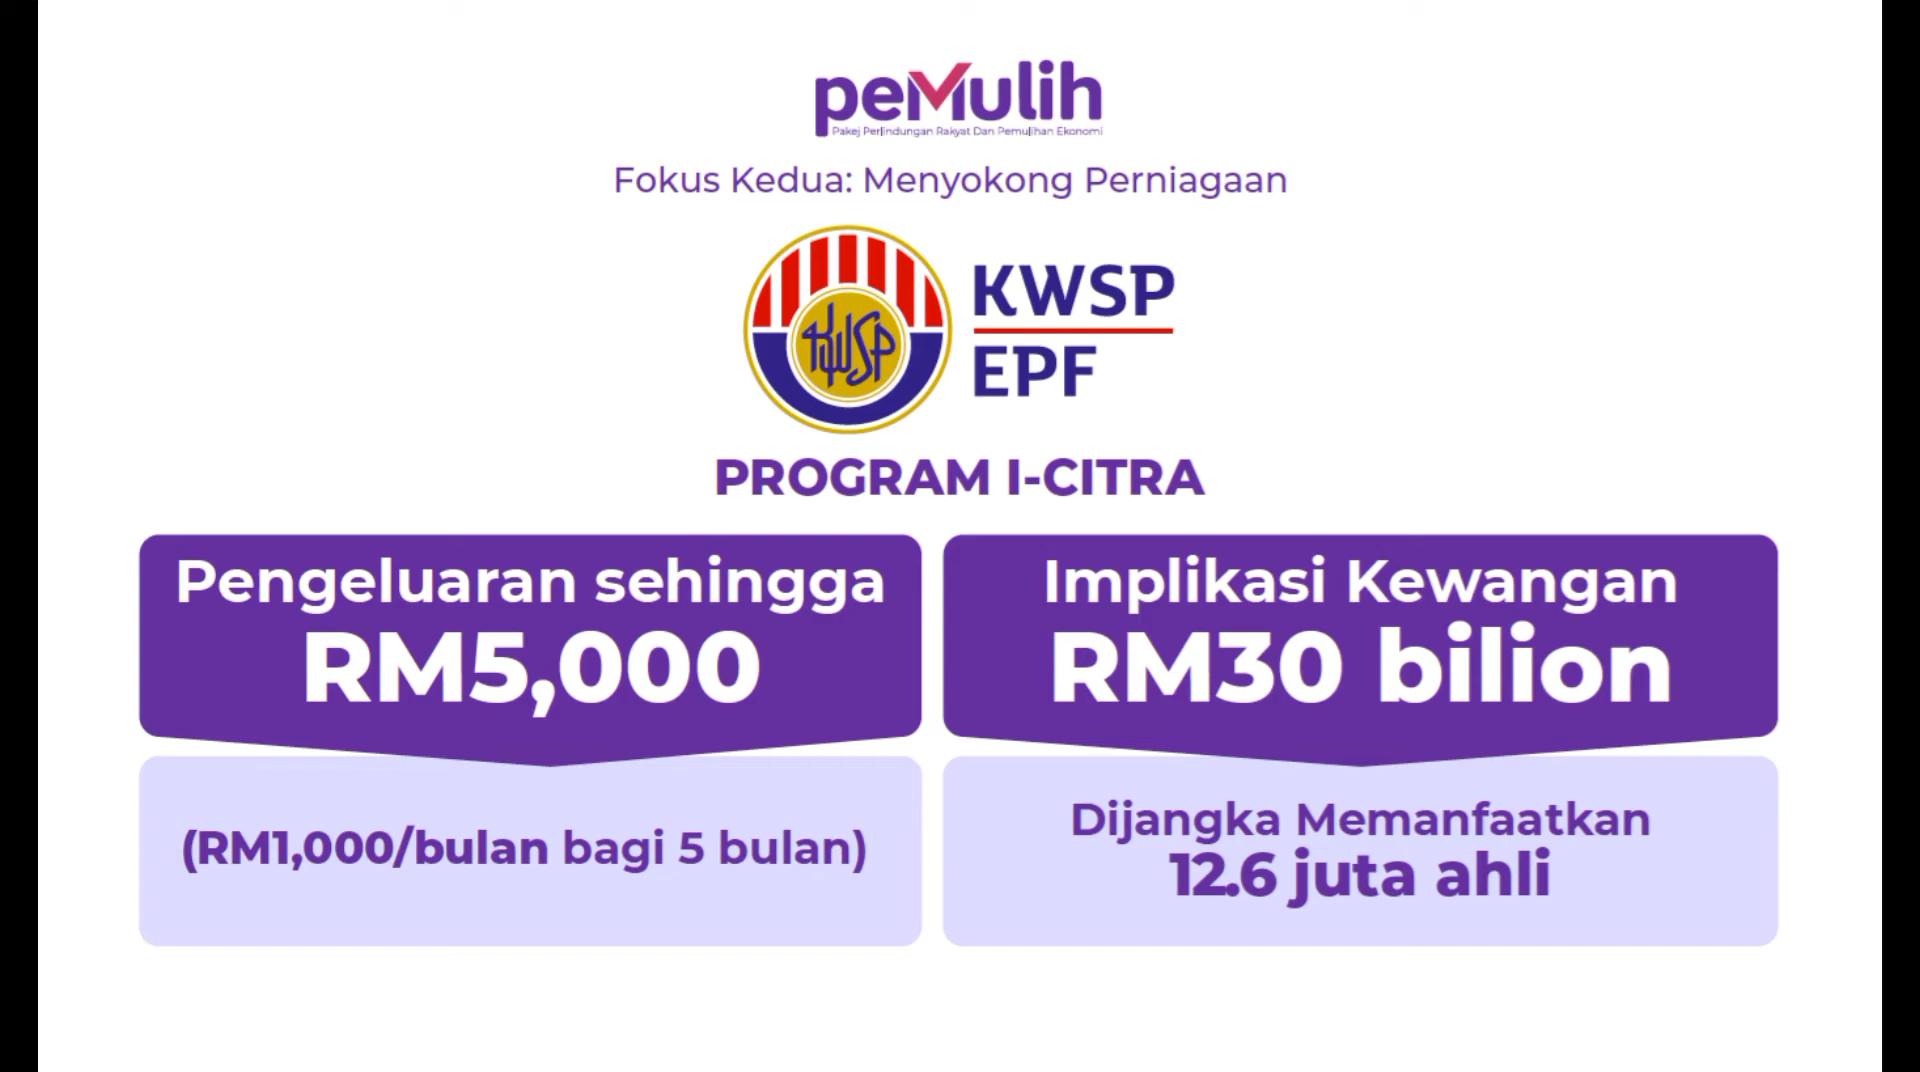 peMulih
Pakej Perlindungan Rakyat Dan Pemulihan Ekonomi
Fokus Kedua: Menyokong Perniagaan
KWSP
KWSP
EPF
PROGRAM I-CITRA
Pengeluaran sehingga
RM5,000
(RM1,000/bulan bagi 5 bulan)
Implikasi Kewangan
RM30 bilion
Dijangka Memanfaatkan
12.6 juta ahli